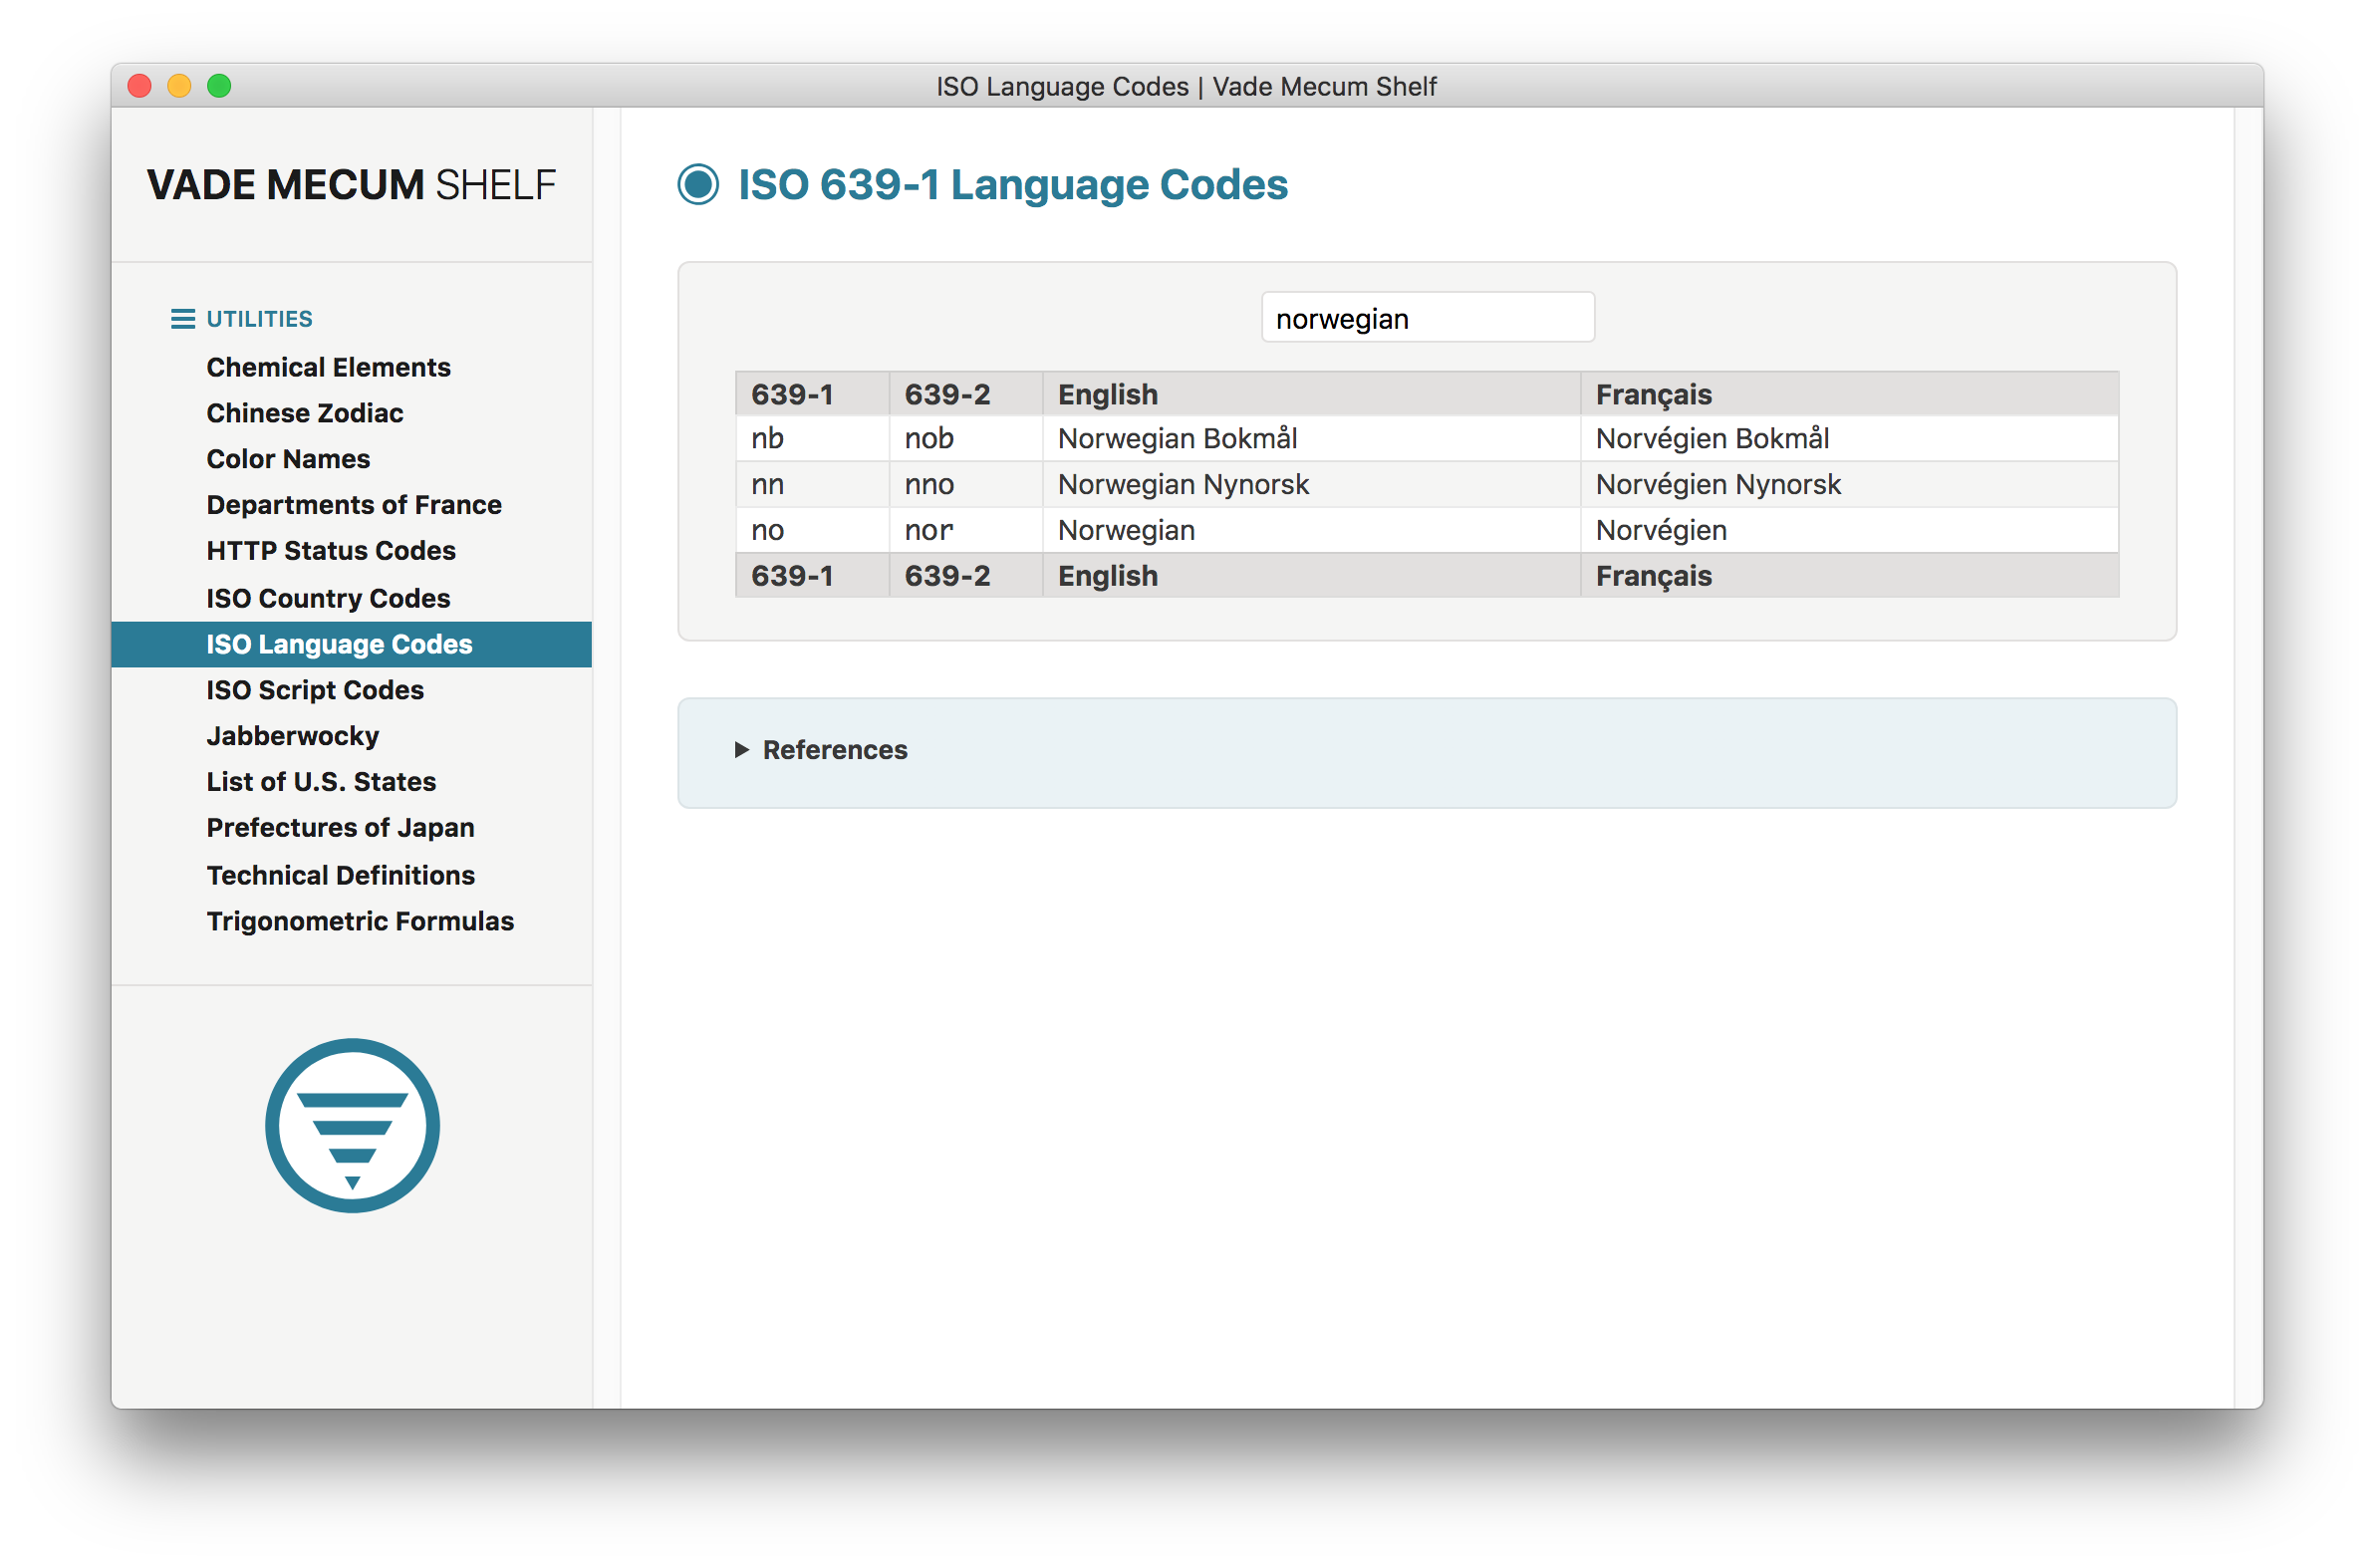 ISO Language Codes | Vade Mecum Shelf
VADE MECUM SHELF
UTILITIES
Chemical Elements
Chinese Zodiac
Color Names
Departments of France
HTTP Status Codes
ISO Country Codes
ISO Language Codes
ISO Script Codes
Jabberwocky
List of U.S. States
Prefectures of Japan
Technical Definitions
Trigonometric Formulas
ISO 639-1 Language Codes
norwegian
639-1 639-2 English Français
nb nob Norwegian Bokmål Norvégien Bokmål
nn nno Norwegian Nynorsk Norvégien Nynorsk
no nor Norwegian Norvégien
639-1 639-2 English Français
References